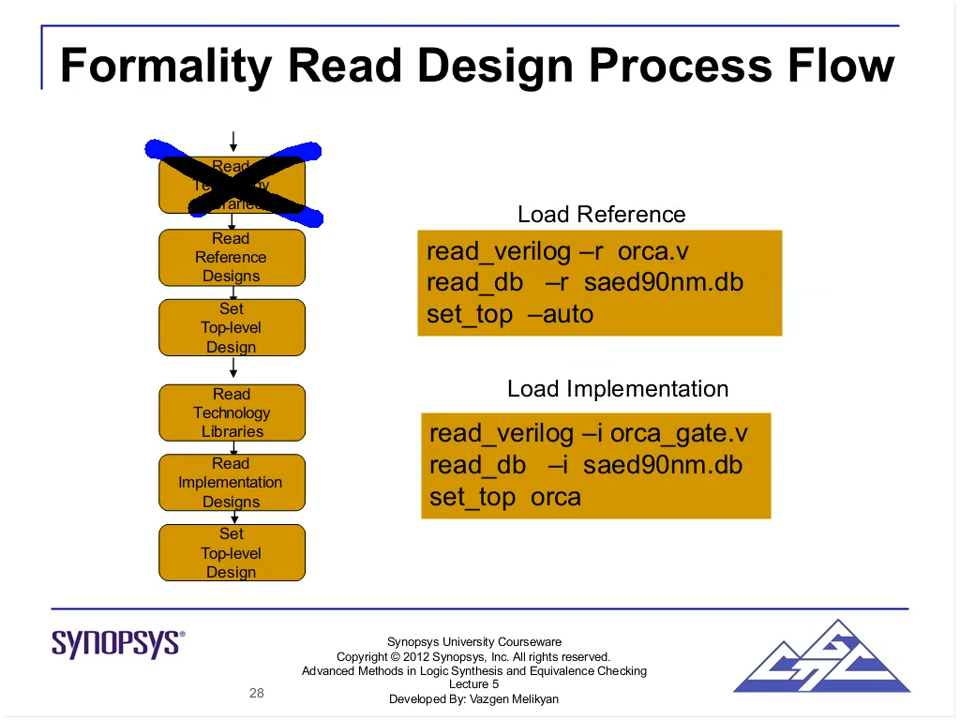 Formality Read Design Process Flow
Read
Reference
Designs
Set
Top-level
Design
Read
Technology
Libraries
Read
Implementation
Designs
Set
Top-level
Design
Load Reference
read_verilog –r orca.v
read_db –r saed90nm.db
set_top –auto
Load Implementation
read_verilog –i orca_gate.v
read_db –i saed90nm.db
set_top orca
SYNOPSYS®
28
Synopsys University Courseware
Copyright © 2012 Synopsys, Inc. All rights reserved.
Advanced Methods in Logic Synthesis and Equivalence Checking
Lecture 5
Developed By: Vazgen Melikyan